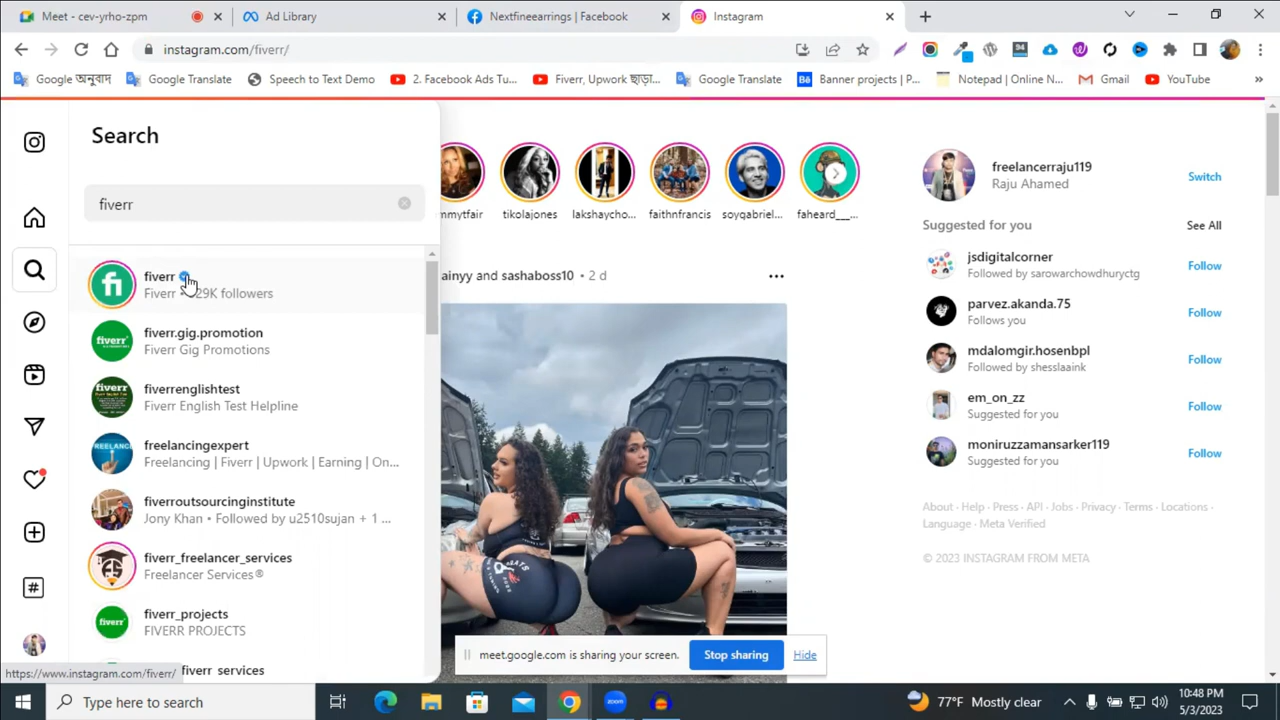 Meet - cev-yrho-zpm
Ad Library
Nextfineearrings | Facebook
Instagram
instagram.com/fiverr/
94
Google অনুবাদ
Google Translate
Speech to Text Demo
2. Facebook Ads Tu...
Fiverr, Upwork ছাড়া...
Google Translate
Bē
Banner projects | P...
Notepad | Online N...
Gmail
YouTube
Search
fiverr
fiverr
Fiverr
29K followers
fiverr.gig.promotion
Fiverr Gig Promotions
fiverrenglishtest
Fiverr English Test Helpline
freelancingexpert
Freelancing | Fiverr | Upwork | Earning | On...
fiverroutsourcinginstitute
Jony Khan • Followed by u2510sujan + 1 ...
fiverr_freelancer_services
Freelancer Services®
fiverr_projects
FIVERR PROJECTS
fiverr services
https://www.instagram.com/fiverr/
mmytfair
tikolajones
lakshaycho...
faithnfrancis
soyqabriel...
faheard___...
ainyy and sashaboss10 • 2 d
freelancerraju119
Raju Ahamed
Switch
Suggested for you
See All
jsdigitalcorner
Followed by sarowarchowdhuryctg
Follow
parvez.akanda.75
Follows you
Follow
mdalomgir.hosenbpl
Followed by shesslaaink
Follow
em_on_zz
Suggested for you
Follow
moniruzzamansarker119
Suggested for you
Follow
About · Help · Press · API · Jobs · Privacy · Terms · Locations ·
Language · Meta Verified
© 2023 INSTAGRAM FROM META
meet.google.com is sharing your screen.
Stop sharing
Hide
Type here to search
zoom
77°F Mostly clear
10:48 PM
5/3/2023